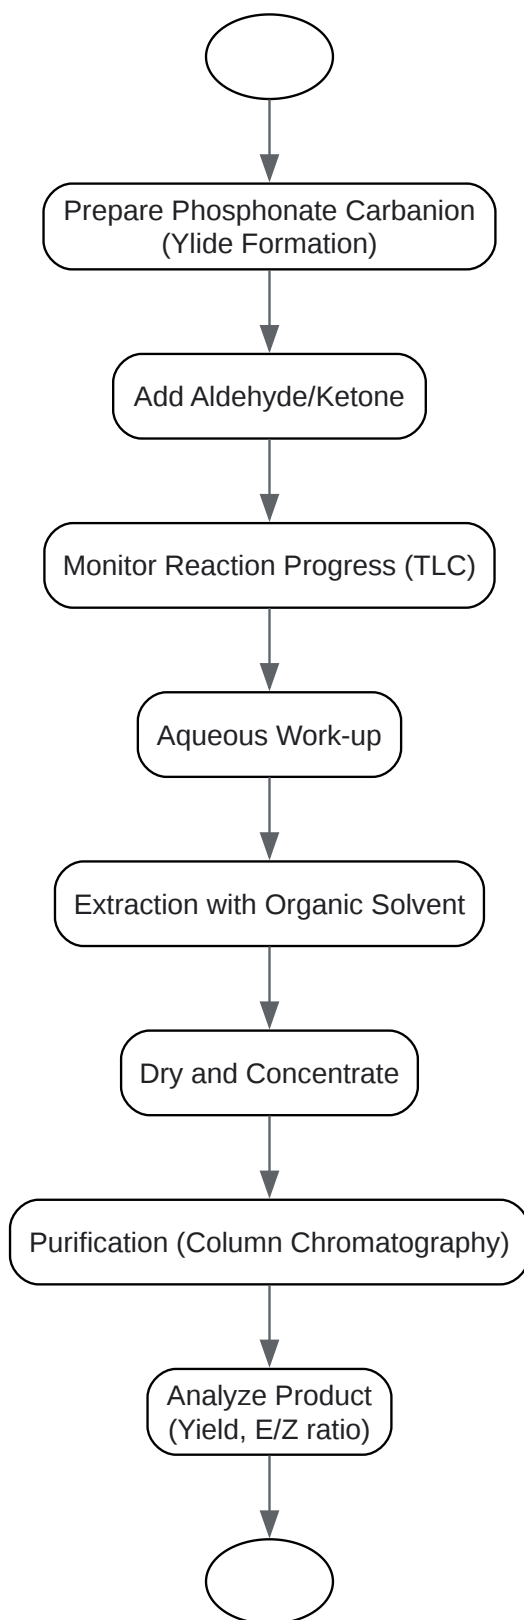 Prepare Phosphonate Carbanion
(Ylide Formation)
Add Aldehyde/Ketone
Monitor Reaction Progress (TLC)
Aqueous Work-up
Extraction with Organic Solvent
Dry and Concentrate
Purification (Column Chromatography)
Analyze Product
(Yield, E/Z ratio)